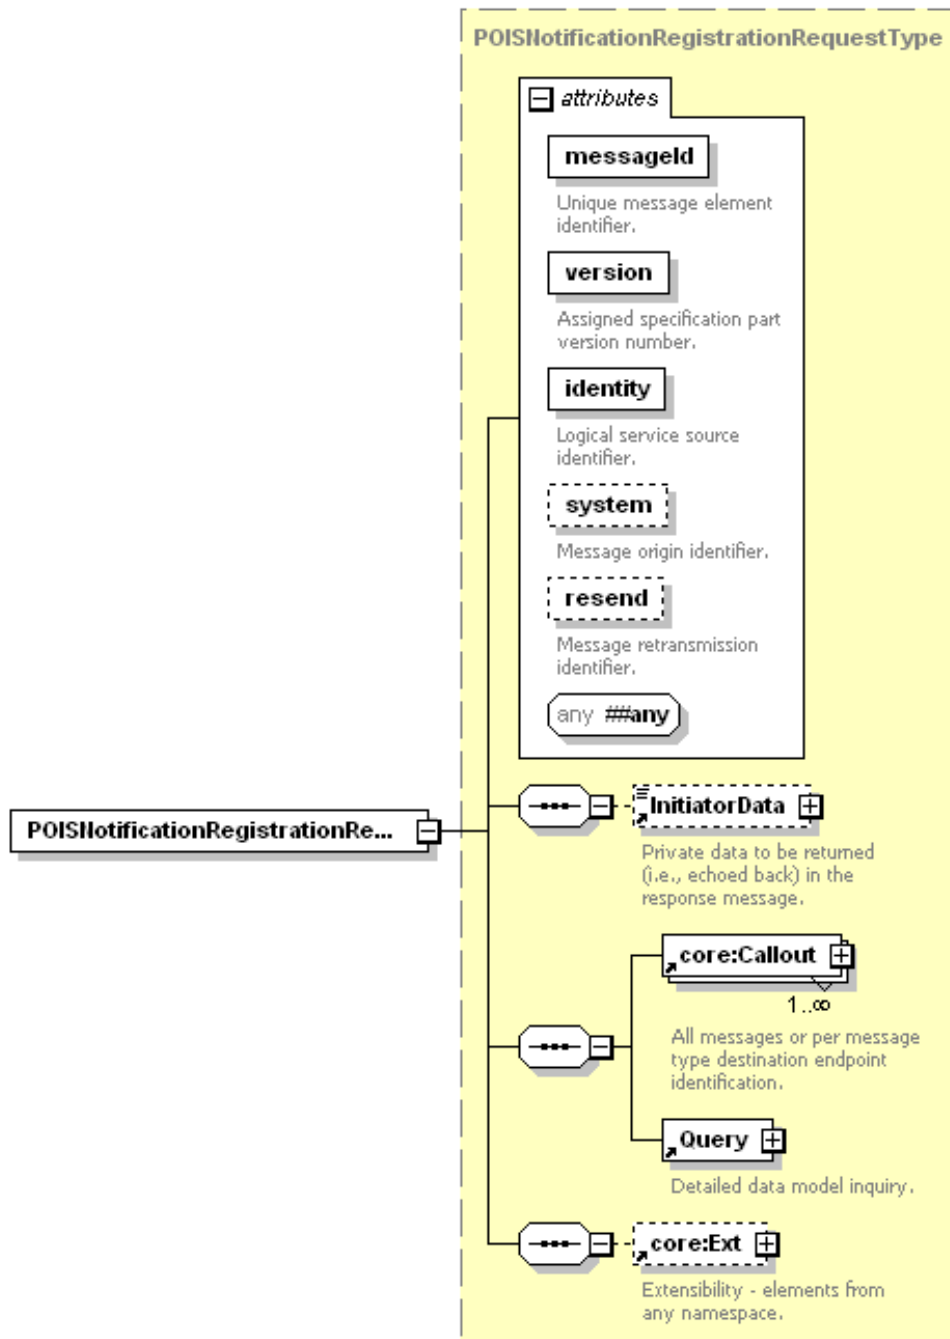 POISNotificationRegistrationRequestType
attributes
messageId
Unique message element
identifier.
version
Assigned specification part
version number.
identity
Logical service source
identifier.
system
Message origin identifier.
resend
Message retransmission
identifier.
any ##any
InitiatorData
POISNotificationRegistrationRe...
Private data to be returned
(i.e., echoed back) in the
response message.
core:Callout
1..∞
All messages or per message
type destination endpoint
identification.
Query
Detailed data model inquiry.
core:Ext
Extensibility - elements from
any namespace.